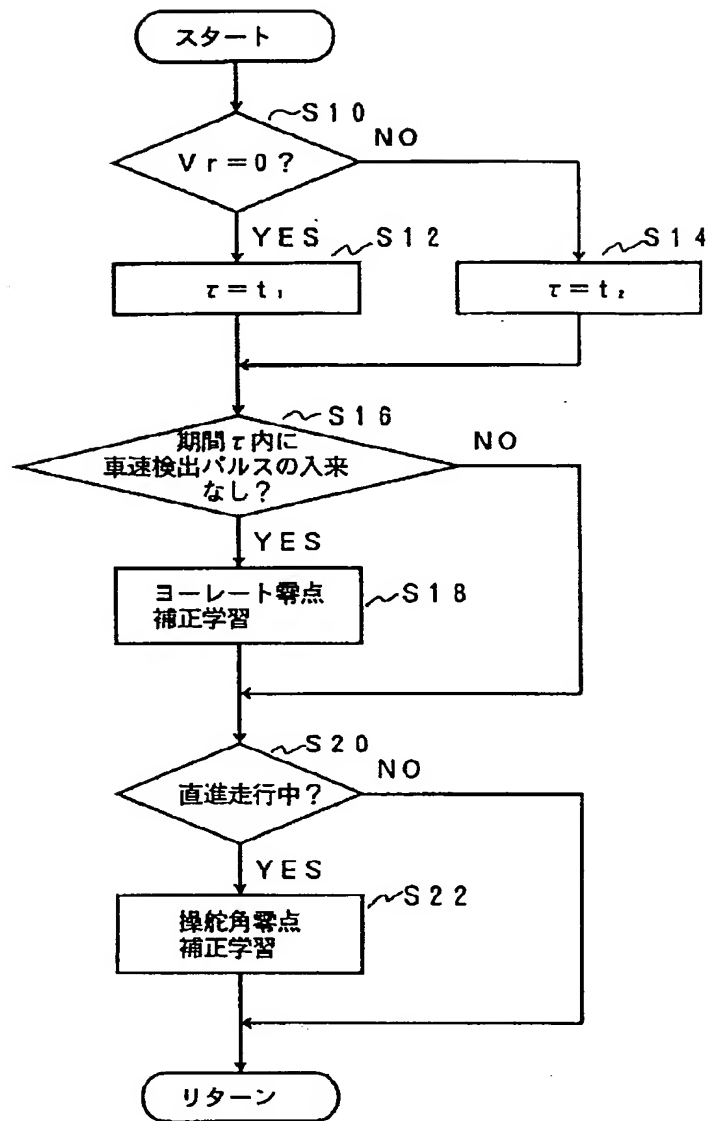 スタート
S10
Vr=0?
NO
YES
S12
S14
τ=t₁
τ=t₂
S16
期間τ内に
車速検出パルスの入来
なし?
NO
YES
ヨーレート零点
補正学習
S18
S20
直進走行中?
NO
YES
S22
操舵角零点
補正学習
リターン